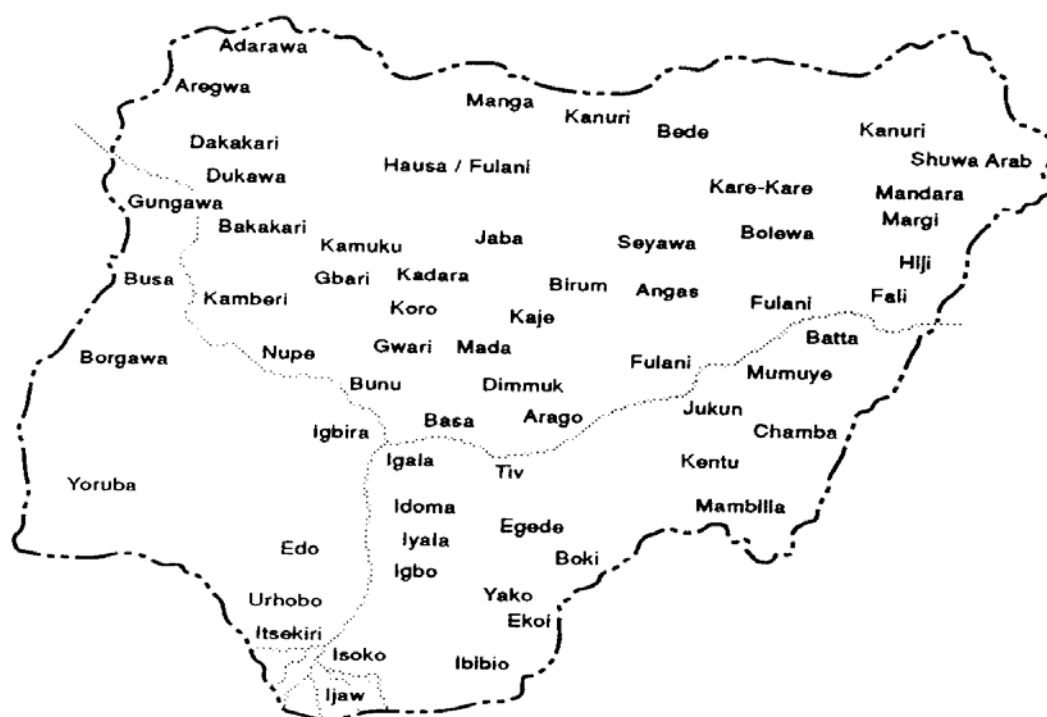 Adarawa
Aregwa
Manga
Kanuri
Bede
Kanuri
Dakakari
Hausa / Fulani
Shuwa Arab
Dukawa
Kare-Kare
Mandara
Gungawa
Margi
Bakakari
Kamuku
Jaba
Seyawa
Bolewa
Hiji
Busa
Gbari
Kadara
Birum
Angas
Kamberi
Koro
Kaje
Fulani
Fali
Batta
Borgawa
Nupe
Gwari
Mada
Fulani
Mumuye
Bunu
Dimmuk
Jukun
Igbira
Basa
Arago
Chamba
Igala
Tiv
Kentu
Yoruba
Idoma
Mambilla
Egede
Iyala
Edo
Boki
Igbo
Urhobo
Yako
Ekoi
Itsekiri
Isoko
Ibibio
Ijaw